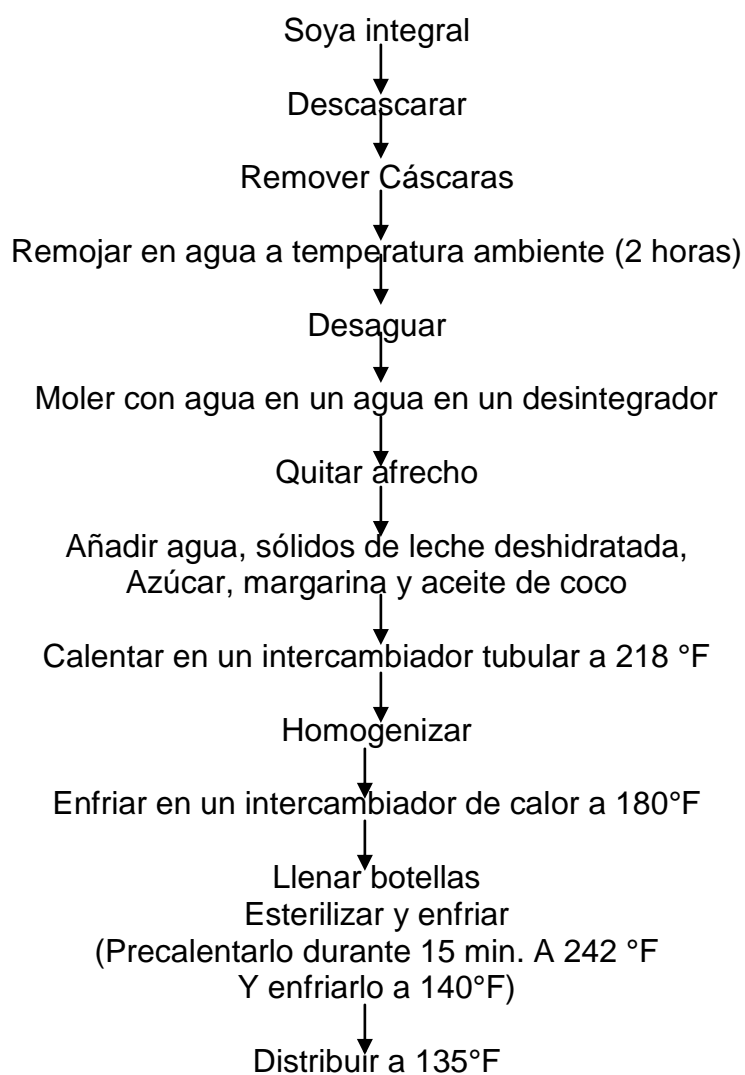 Soya integral
Descascarar
Remover Cáscaras
Remojar en agua a temperatura ambiente (2 horas)
Desaguar
Moler con agua en un agua en un desintegrador
Quitar afrecho
Añadir agua, sólidos de leche deshidratada,
Azúcar, margarina y aceite de coco
Calentar en un intercambiador tubular a 218 °F
Homogenizar
Enfriar en un intercambiador de calor a 180°F
Llenar botellas
Esterilizar y enfriar
(Precalentarlo durante 15 min. A 242 °F
Y enfriarlo a 140°F)
Distribuir a 135°F